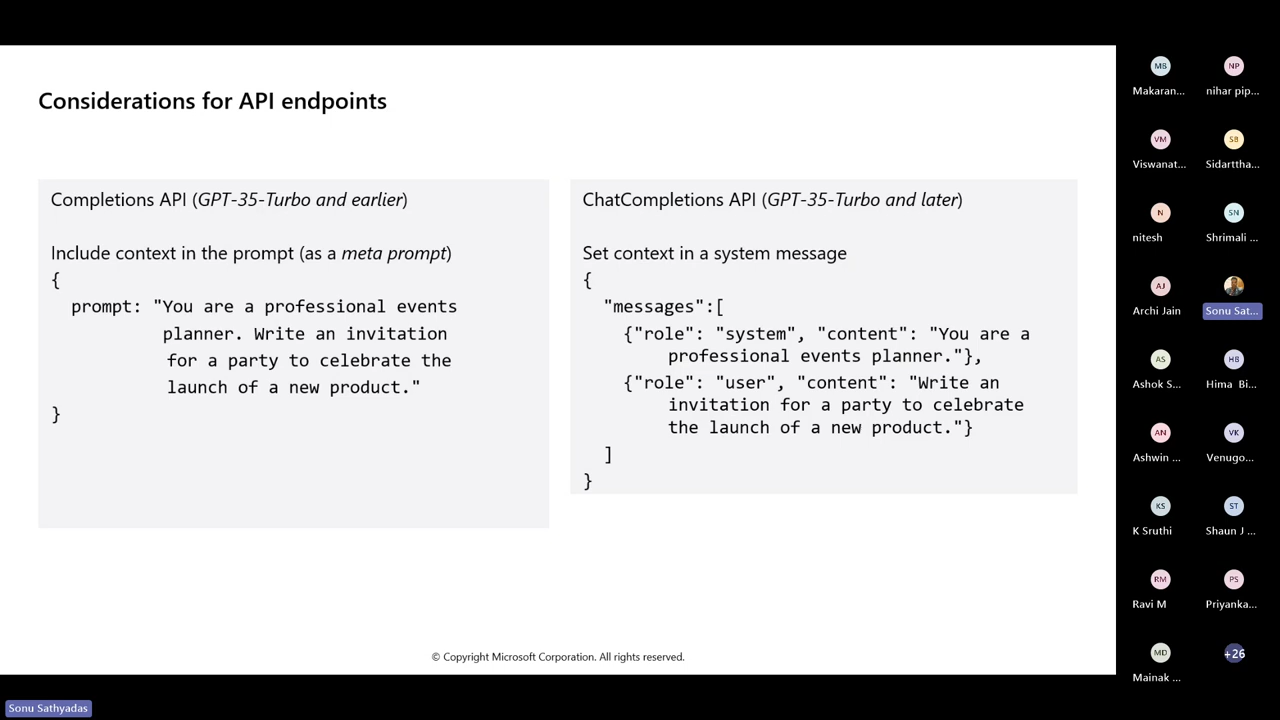 Considerations for API endpoints
Completions API (GPT-35-Turbo and earlier)
Include context in the prompt (as a meta prompt)
{
prompt: "You are a professional events
planner. Write an invitation
for a party to celebrate the
launch of a new product."
}
ChatCompletions API (GPT-35-Turbo and later)
Set context in a system message
{
"messages":[
{"role": "system", "content": "You are a
professional events planner."},
{"role": "user", "content": "Write an
invitation for a party to celebrate
the launch of a new product."}
]
}
© Copyright Microsoft Corporation. All rights reserved.
MB
NP
Makaran...
nihar pip...
VM
SB
Viswanat...
Sidarttha...
N
SN
nitesh
Shrimali ...
AJ
Archi Jain
Sonu Sat...
AS
HB
Ashok S...
Hima Bi...
AN
VK
Ashwin ...
Venugo...
KS
ST
K Sruthi
Shaun J ...
RM
PS
Ravi M
Priyanka...
MD
+26
Mainak ...
Sonu Sathyadas